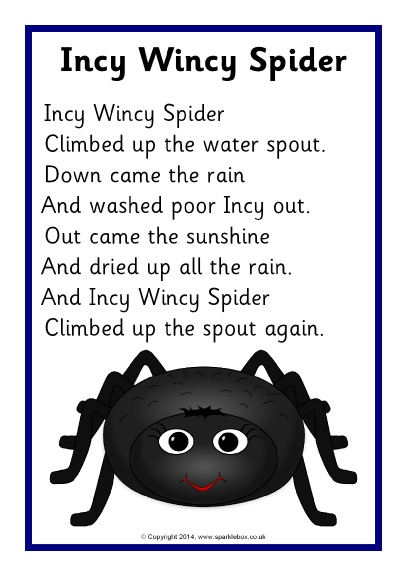 Incy Wincy Spider
Incy Wincy Spider
Climbed up the water spout.
Down came the rain
And washed poor Incy out.
Out came the sunshine
And dried up all the rain.
And Incy Wincy Spider
Climbed up the spout again.
© Copyright 2014, www.sparklebox.co.uk